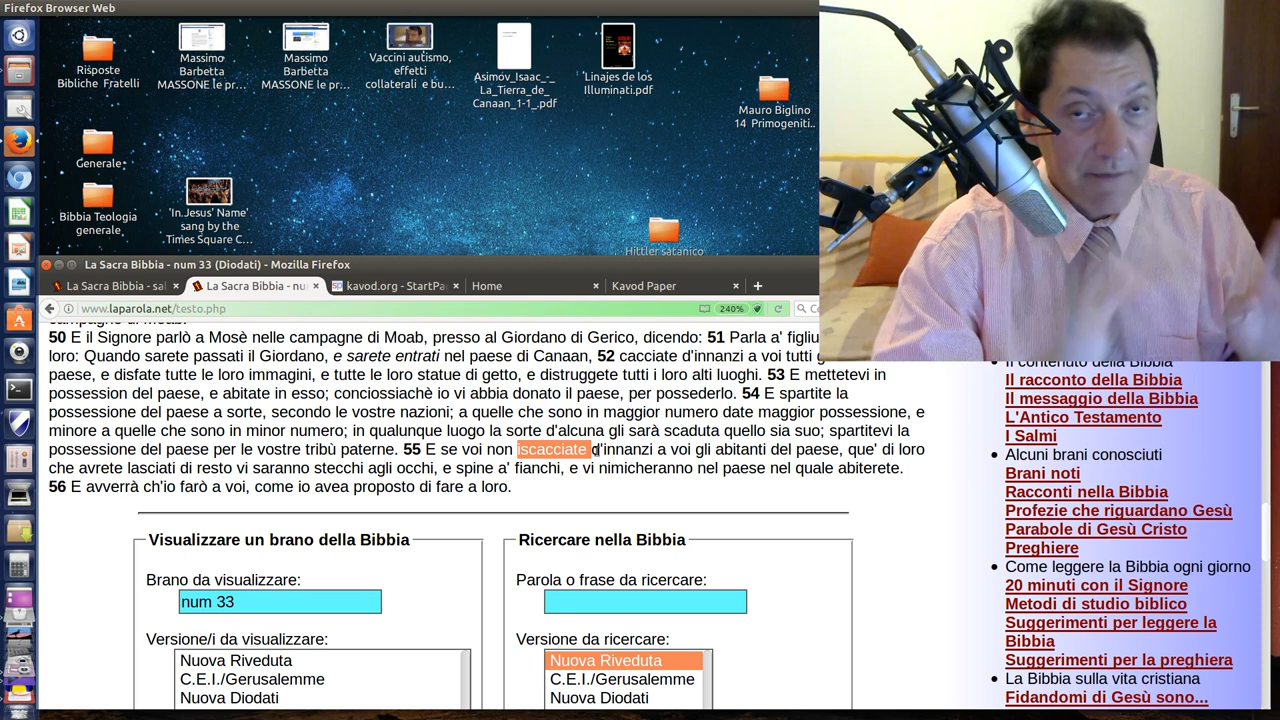 Firefox Browser Web
Risposte
Bibliche Fratelli
Massimo
Barbetta
MASSONE le pr...
Massimo
Barbetta
MASSONE le pr...
Vaccini autismo,
effetti
collaterali e bu...
Asimov_Isaac_-_
La_Tierra_de_
Canaan_1-1_.pdf
Linajes de los
Illuminati.pdf
Mauro Biglino
14 Primogeniti..
Generale
Bibbia Teologia
generale
'In Jesus' Name'
sang by the
Times Square C...
Hittler satanico
La Sacra Bibbia - num 33 (Diodati) - Mozilla Firefox
La Sacra Bibbia - sal
La Sacra Bibbia - nu
kavod.org - StartPa
Home
Kavod Paper
www.laparola.net/testo.php
240%
campagne di Moab.
50 E il Signore parlò a Mosè nelle campagne di Moab, presso al Giordano di Gerico, dicendo: 51 Parla a' figliu
loro: Quando sarete passati il Giordano, e sarete entrati nel paese di Canaan, 52 cacciate d'innanzi a voi tutti g
paese, e disfate tutte le loro immagini, e tutte le loro statue di getto, e distruggete tutti i loro alti luoghi. 53 E mettetevi in
possession del paese, e abitate in esso; conciossiachè io vi abbia donato il paese, per possederlo. 54 E spartite la
possessione del paese a sorte, secondo le vostre nazioni; a quelle che sono in maggior numero date maggior possessione, e
minore a quelle che sono in minor numero; in qualunque luogo la sorte d'alcuna gli sarà scaduta quello sia suo; spartitevi la
possessione del paese per le vostre tribù paterne. 55 E se voi non iscacciate d'innanzi a voi gli abitanti del paese, que' di loro
che avrete lasciati di resto vi saranno stecchi agli occhi, e spine a' fianchi, e vi nimicheranno nel paese nel quale abiterete.
56 E avverrà ch'io farò a voi, come io avea proposto di fare a loro.
Visualizzare un brano della Bibbia
Brano da visualizzare:
num 33
Versione/i da visualizzare:
Nuova Riveduta
C.E.I./Gerusalemme
Nuova Diodati
Ricercare nella Bibbia
Parola o frase da ricercare:
Versione da ricercare:
Nuova Riveduta
C.E.I./Gerusalemme
Nuova Diodati
Il contenuto della Bibbia
Il racconto della Bibbia
Il messaggio della Bibbia
L'Antico Testamento
I Salmi
Alcuni brani conosciuti
Brani noti
Racconti nella Bibbia
Profezie che riguardano Gesù
Parabole di Gesù Cristo
Preghiere
Come leggere la Bibbia ogni giorno
20 minuti con il Signore
Metodi di studio biblico
Suggerimenti per leggere la
Bibbia
Suggerimenti per la preghiera
La Bibbia sulla vita cristiana
Fidandomi di Gesù sono...